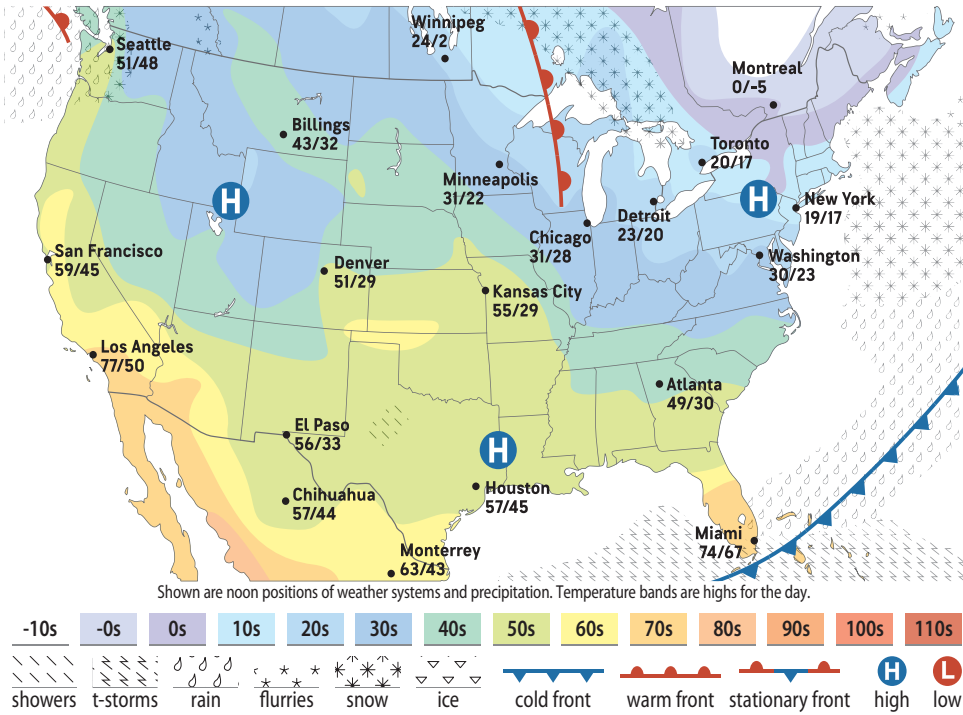 Winnipeg
24/2
Seattle
51/48
Montreal
0/-5
Billings
43/32
Toronto
20/17
Minneapolis
31/22
H
H
New York
19/17
Detroit
23/20
Chicago
31/28
San Francisco
59/45
Washington
30/23
Denver
51/29
Kansas City
55/29
Los Angeles
77/50
Atlanta
49/30
El Paso
56/33
H
Houston
57/45
Chihuahua
57/44
Miami
74/67
Monterrey
63/43
Shown are noon positions of weather systems and precipitation. Temperature bands are highs for the day.
-10s -0s 0s 10s 20s 30s 40s 50s 60s 70s 80s 90s 100s 110s
H L
showers t-storms rain flurries snow ice cold front warm front stationary front high low